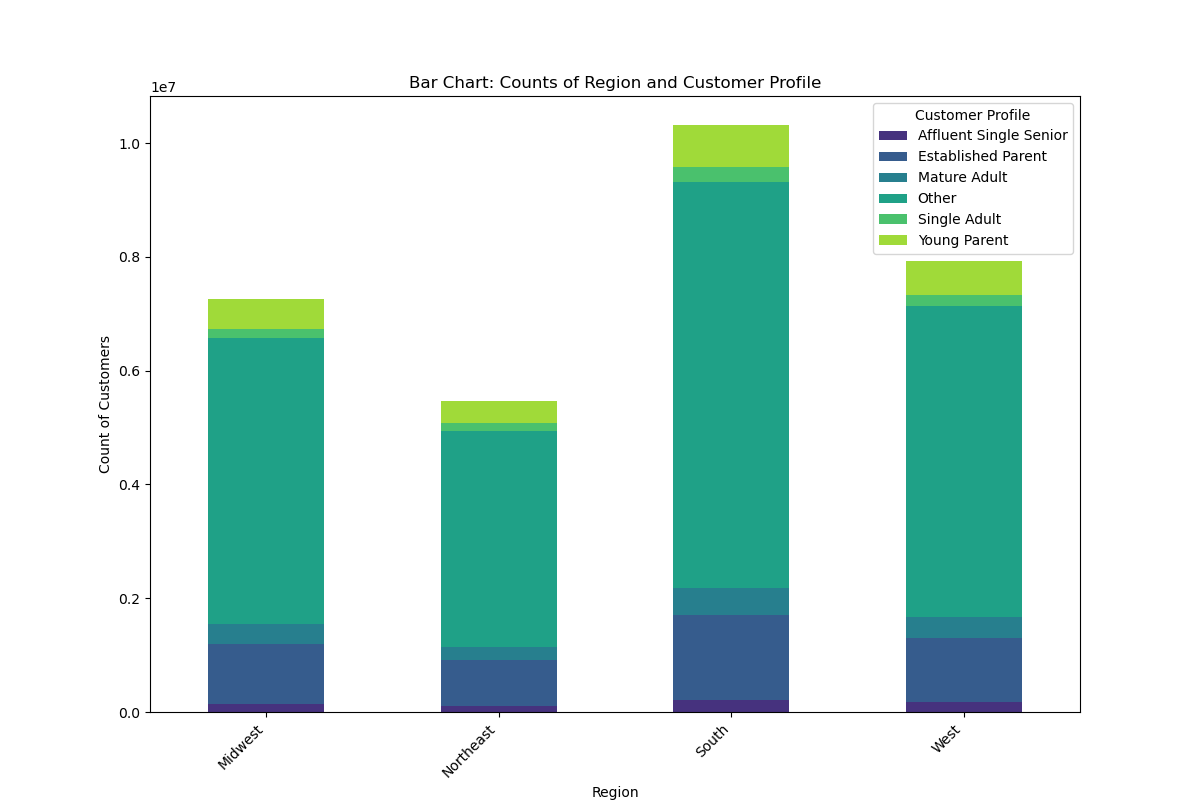 Bar Chart: Counts of Region and Customer Profile
1e7
Customer Profile
Affluent Single Senior
Established Parent
Mature Adult
Other
Single Adult
Young Parent
1.0
0.8
0.6
0.4
0.2
0.0
Count of Customers
Midwest
Northeast
South
West
Region